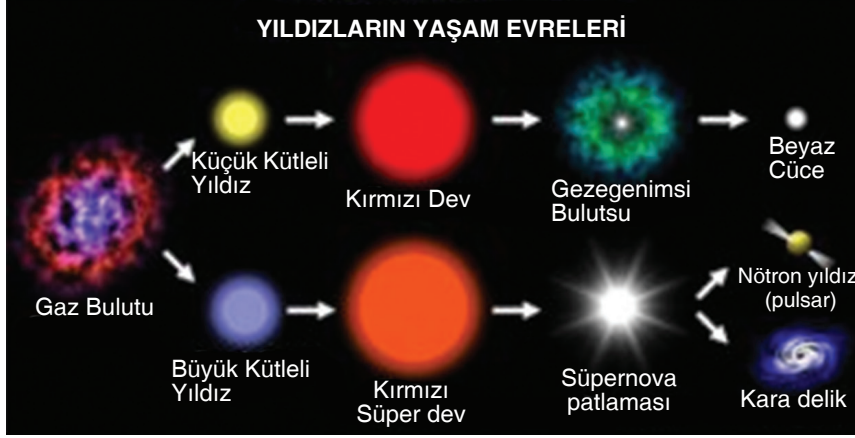 YILDIZLARIN YAŞAM EVRELERİ
Küçük Kütleli
Yıldız
Kırmızı Dev
Gezegenimsi
Bulutsu
Beyaz
Cüce
Gaz Bulutu
Büyük Kütleli
Yıldız
Kırmızı
Süper dev
Süpernova
patlaması
Nötron yıldız
(pulsar)
Kara delik